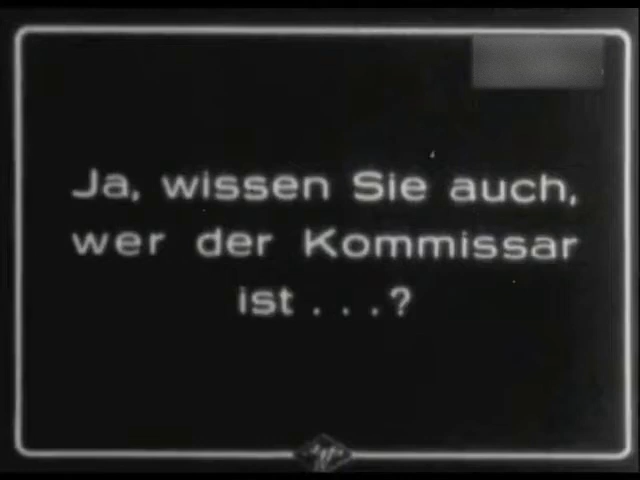 Ja, wissen Sie auch,
wer der Kommissar
ist . . . ?